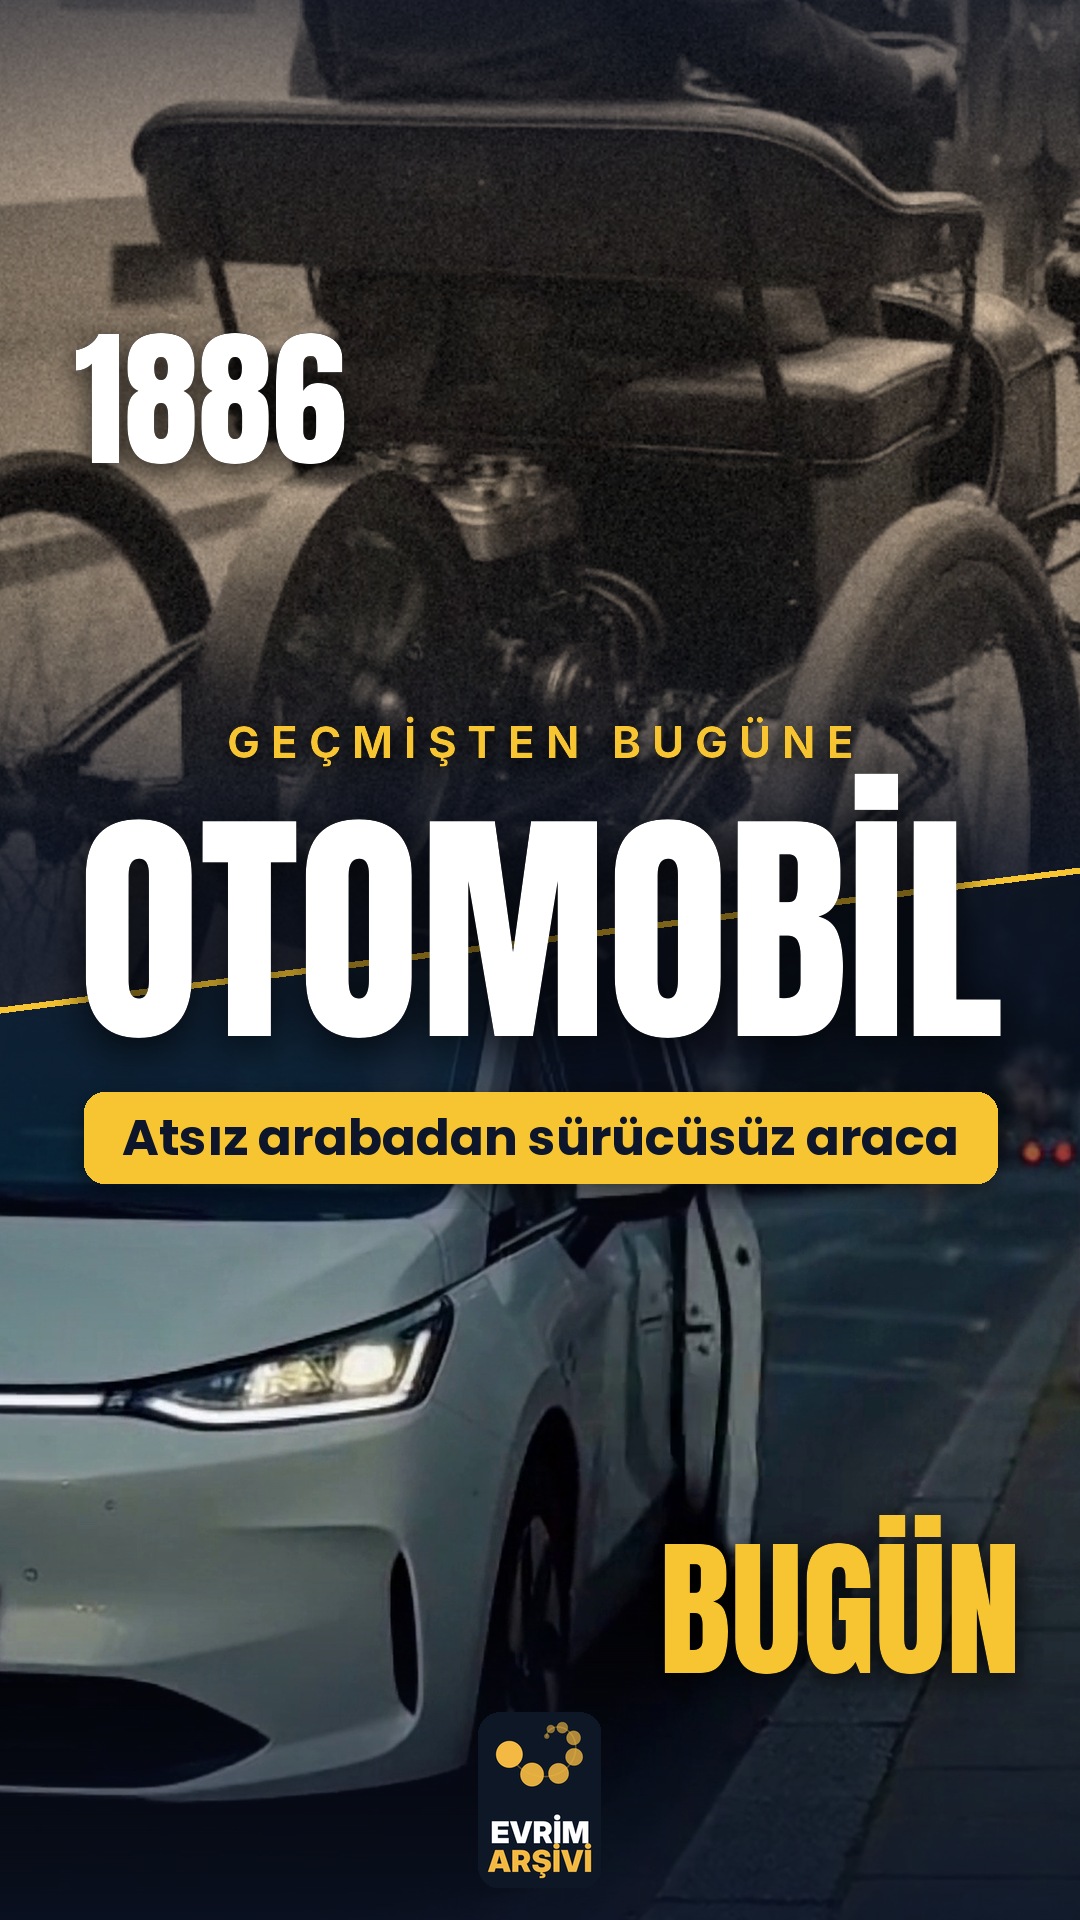 1886
GEÇMİŞTEN BUGÜNE
OTOMOBİL
Atsız arabadan sürücüsüz araca
BUGÜN
EVRİM
ARŞİVİ